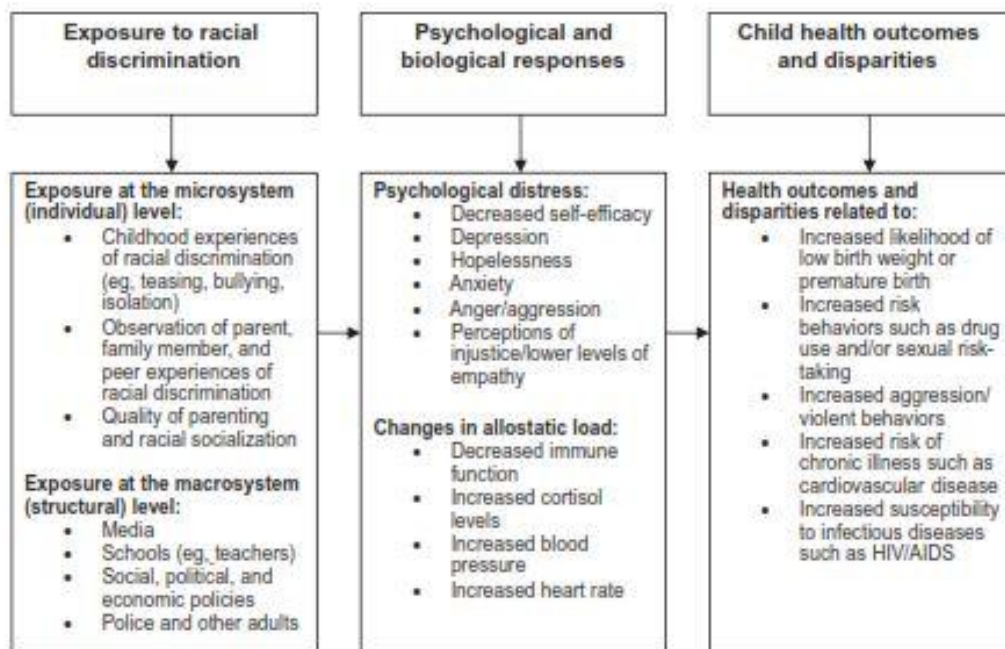 Exposure to racial
discrimination
Psychological and
biological responses
Child health outcomes
and disparities
Exposure at the microsystem
(individual) level:
• Childhood experiences
of racial discrimination
(eg, teasing, bullying,
isolation)
• Observation of parent,
family member, and
peer experiences of
racial discrimination
• Quality of parenting
and racial socialization
Exposure at the macrosystem
(structural) level:
• Media
• Schools (eg, teachers)
• Social, political, and
economic policies
• Police and other adults
Psychological distress:
• Decreased self-efficacy
• Depression
• Hopelessness
• Anxiety
• Anger/aggression
• Perceptions of
injustice/lower levels of
empathy
Changes in allostatic load:
• Decreased immune
function
• Increased cortisol
levels
• Increased blood
pressure
• Increased heart rate
Health outcomes and
disparities related to:
• Increased likelihood of
low birth weight or
premature birth
• Increased risk
behaviors such as drug
use and/or sexual risk-
taking
• Increased aggression/
violent behaviors
• Increased risk of
chronic illness such as
cardiovascular disease
• Increased susceptibility
to infectious diseases
such as HIV/AIDS